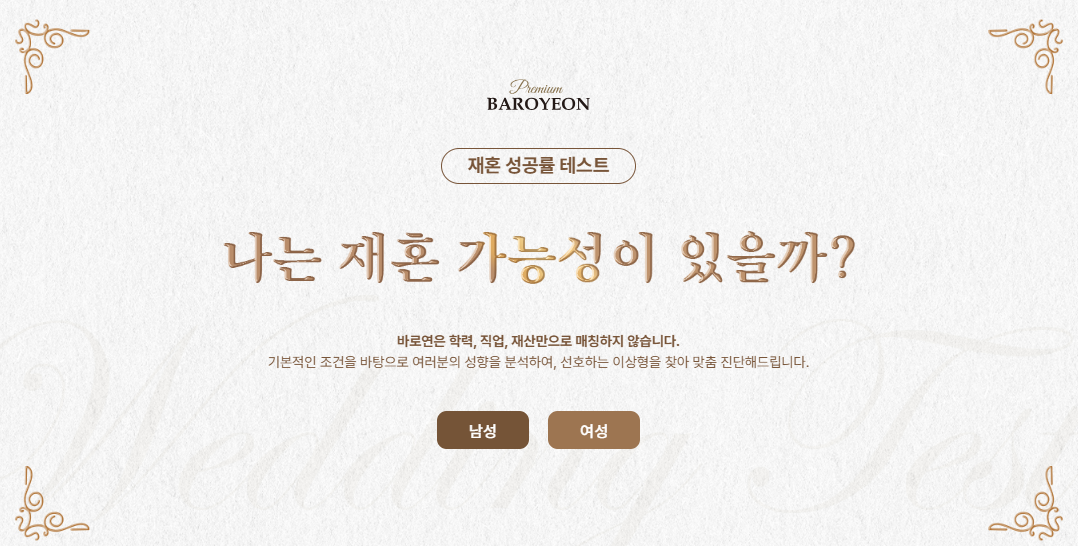 Premium
BAROYEON
재혼 성공률 테스트
나는 재혼 가능성이 있을까?
바로연은 학력, 직업, 재산만으로 매칭하지 않습니다.
기본적인 조건을 바탕으로 여러분의 성향을 분석하여, 선호하는 이상형을 찾아 맞춤 진단해드립니다.
Wedding Test
남성 여성